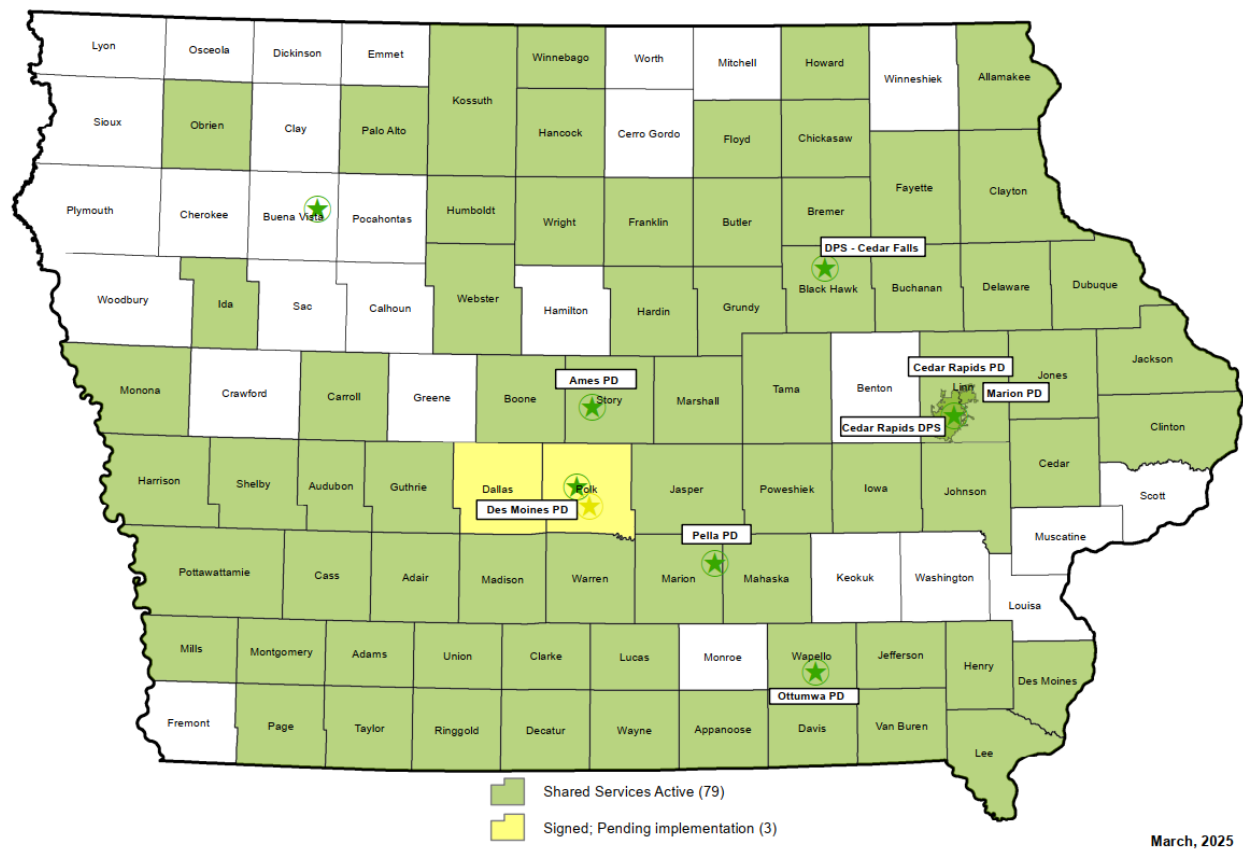 Lyon
Osceola
Dickinson
Emmet
Kossuth
Winnebago
Worth
Mitchell
Howard
Winneshiek
Allamakee
Sioux
Obrien
Clay
Palo Alto
Hancock
Cerro Gordo
Floyd
Chickasaw
Fayette
Clayton
Plymouth
Cherokee
Buena Vista
Pocahontas
Humboldt
Wright
Franklin
Butler
Bremer
DPS - Cedar Falls
Woodbury
Ida
Sac
Calhoun
Webster
Hamilton
Hardin
Grundy
Black Hawk
Buchanan
Delaware
Dubuque
Monona
Crawford
Carroll
Greene
Boone
Ames PD
Story
Marshall
Tama
Benton
Cedar Rapids PD
Linn
Marion PD
Cedar Rapids DPS
Jones
Jackson
Clinton
Harrison
Shelby
Audubon
Guthrie
Dallas
Polk
Des Moines PD
Jasper
Poweshiek
Iowa
Johnson
Cedar
Scott
Muscatine
Pottawattamie
Cass
Adair
Madison
Warren
Pella PD
Marion
Mahaska
Keokuk
Washington
Louisa
Mills
Montgomery
Adams
Union
Clarke
Lucas
Monroe
Wapello
Ottumwa PD
Jefferson
Henry
Des Moines
Fremont
Page
Taylor
Ringgold
Decatur
Wayne
Appanoose
Davis
Van Buren
Lee
Shared Services Active (79)
Signed; Pending implementation (3)
March, 2025